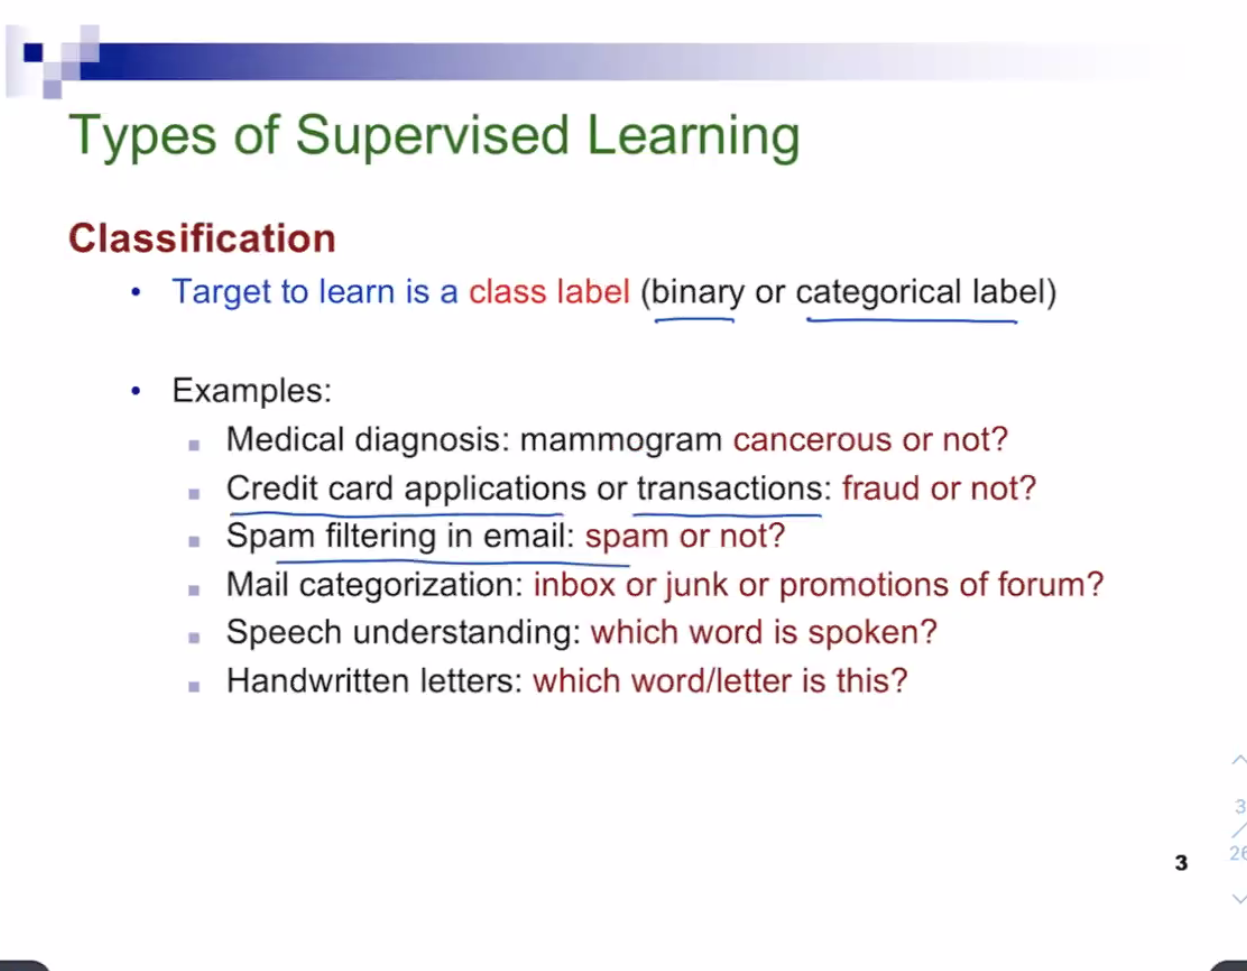 Types of Supervised Learning
Classification
• Target to learn is a class label (binary or categorical label)
• Examples:
▪ Medical diagnosis: mammogram cancerous or not?
▪ Credit card applications or transactions: fraud or not?
▪ Spam filtering in email: spam or not?
▪ Mail categorization: inbox or junk or promotions of forum?
▪ Speech understanding: which word is spoken?
▪ Handwritten letters: which word/letter is this?
3
/
26
3